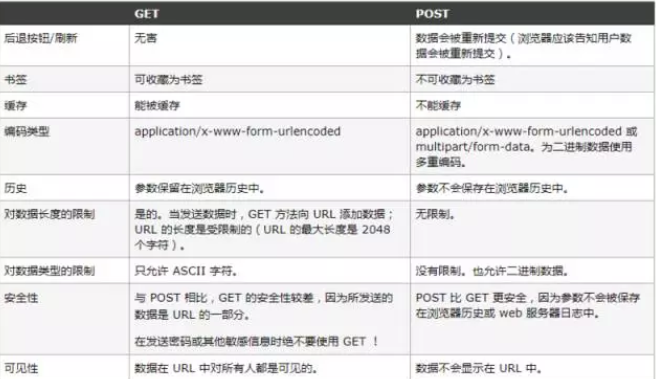 GET POST
后退按钮/刷新 无害 数据会被重新提交（浏览器应该告知用户数
据会被重新提交）。
书签 可收藏为书签 不可收藏为书签
缓存 能被缓存 不能缓存
编码类型 application/x-www-form-urlencoded application/x-www-form-urlencoded 或
multipart/form-data。为二进制数据使用
多重编码。
历史 参数保留在浏览器历史中。 参数不会保存在浏览器历史中。
对数据长度的限制 是的。当发送数据时，GET 方法向 URL 添加数据； 无限制。
URL 的长度是受限制的（URL 的最大长度是 2048
个字符）。
对数据类型的限制 只允许 ASCII 字符。 没有限制。也允许二进制数据。
安全性 与 POST 相比，GET 的安全性较差，因为所发送的 POST 比 GET 更安全，因为参数不会被保存
数据是 URL 的一部分。 在浏览器历史或 web 服务器日志中。
在发送密码或其他敏感信息时绝不要使用 GET ！
可见性 数据在 URL 中对所有人都是可见的。 数据不会显示在 URL 中。